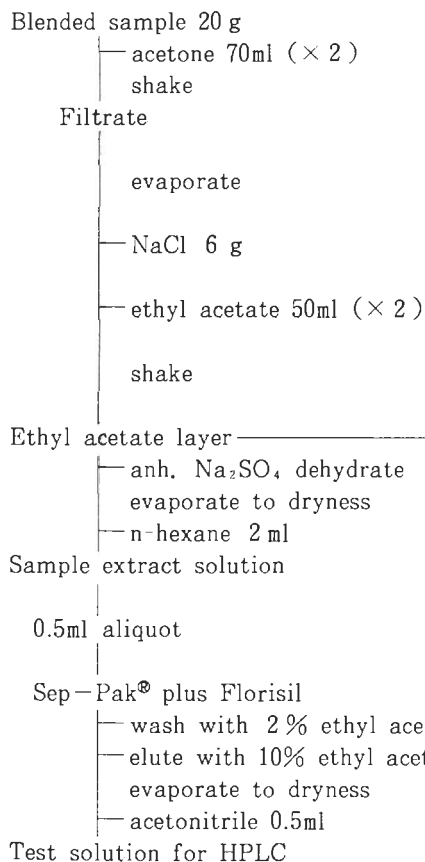 Blended sample 20 g
acetone 70ml (× 2)
shake
Filtrate
evaporate
NaCl 6 g
ethyl acetate 50ml (× 2)
shake
Ethyl acetate layer
anh. Na₂SO₄ dehydrate
evaporate to dryness
n-hexane 2 ml
Sample extract solution
0.5ml aliquot
Sep-Pak® plus Florisil
wash with 2% ethyl ace
elute with 10% ethyl acet
evaporate to dryness
acetonitrile 0.5ml
Test solution for HPLC